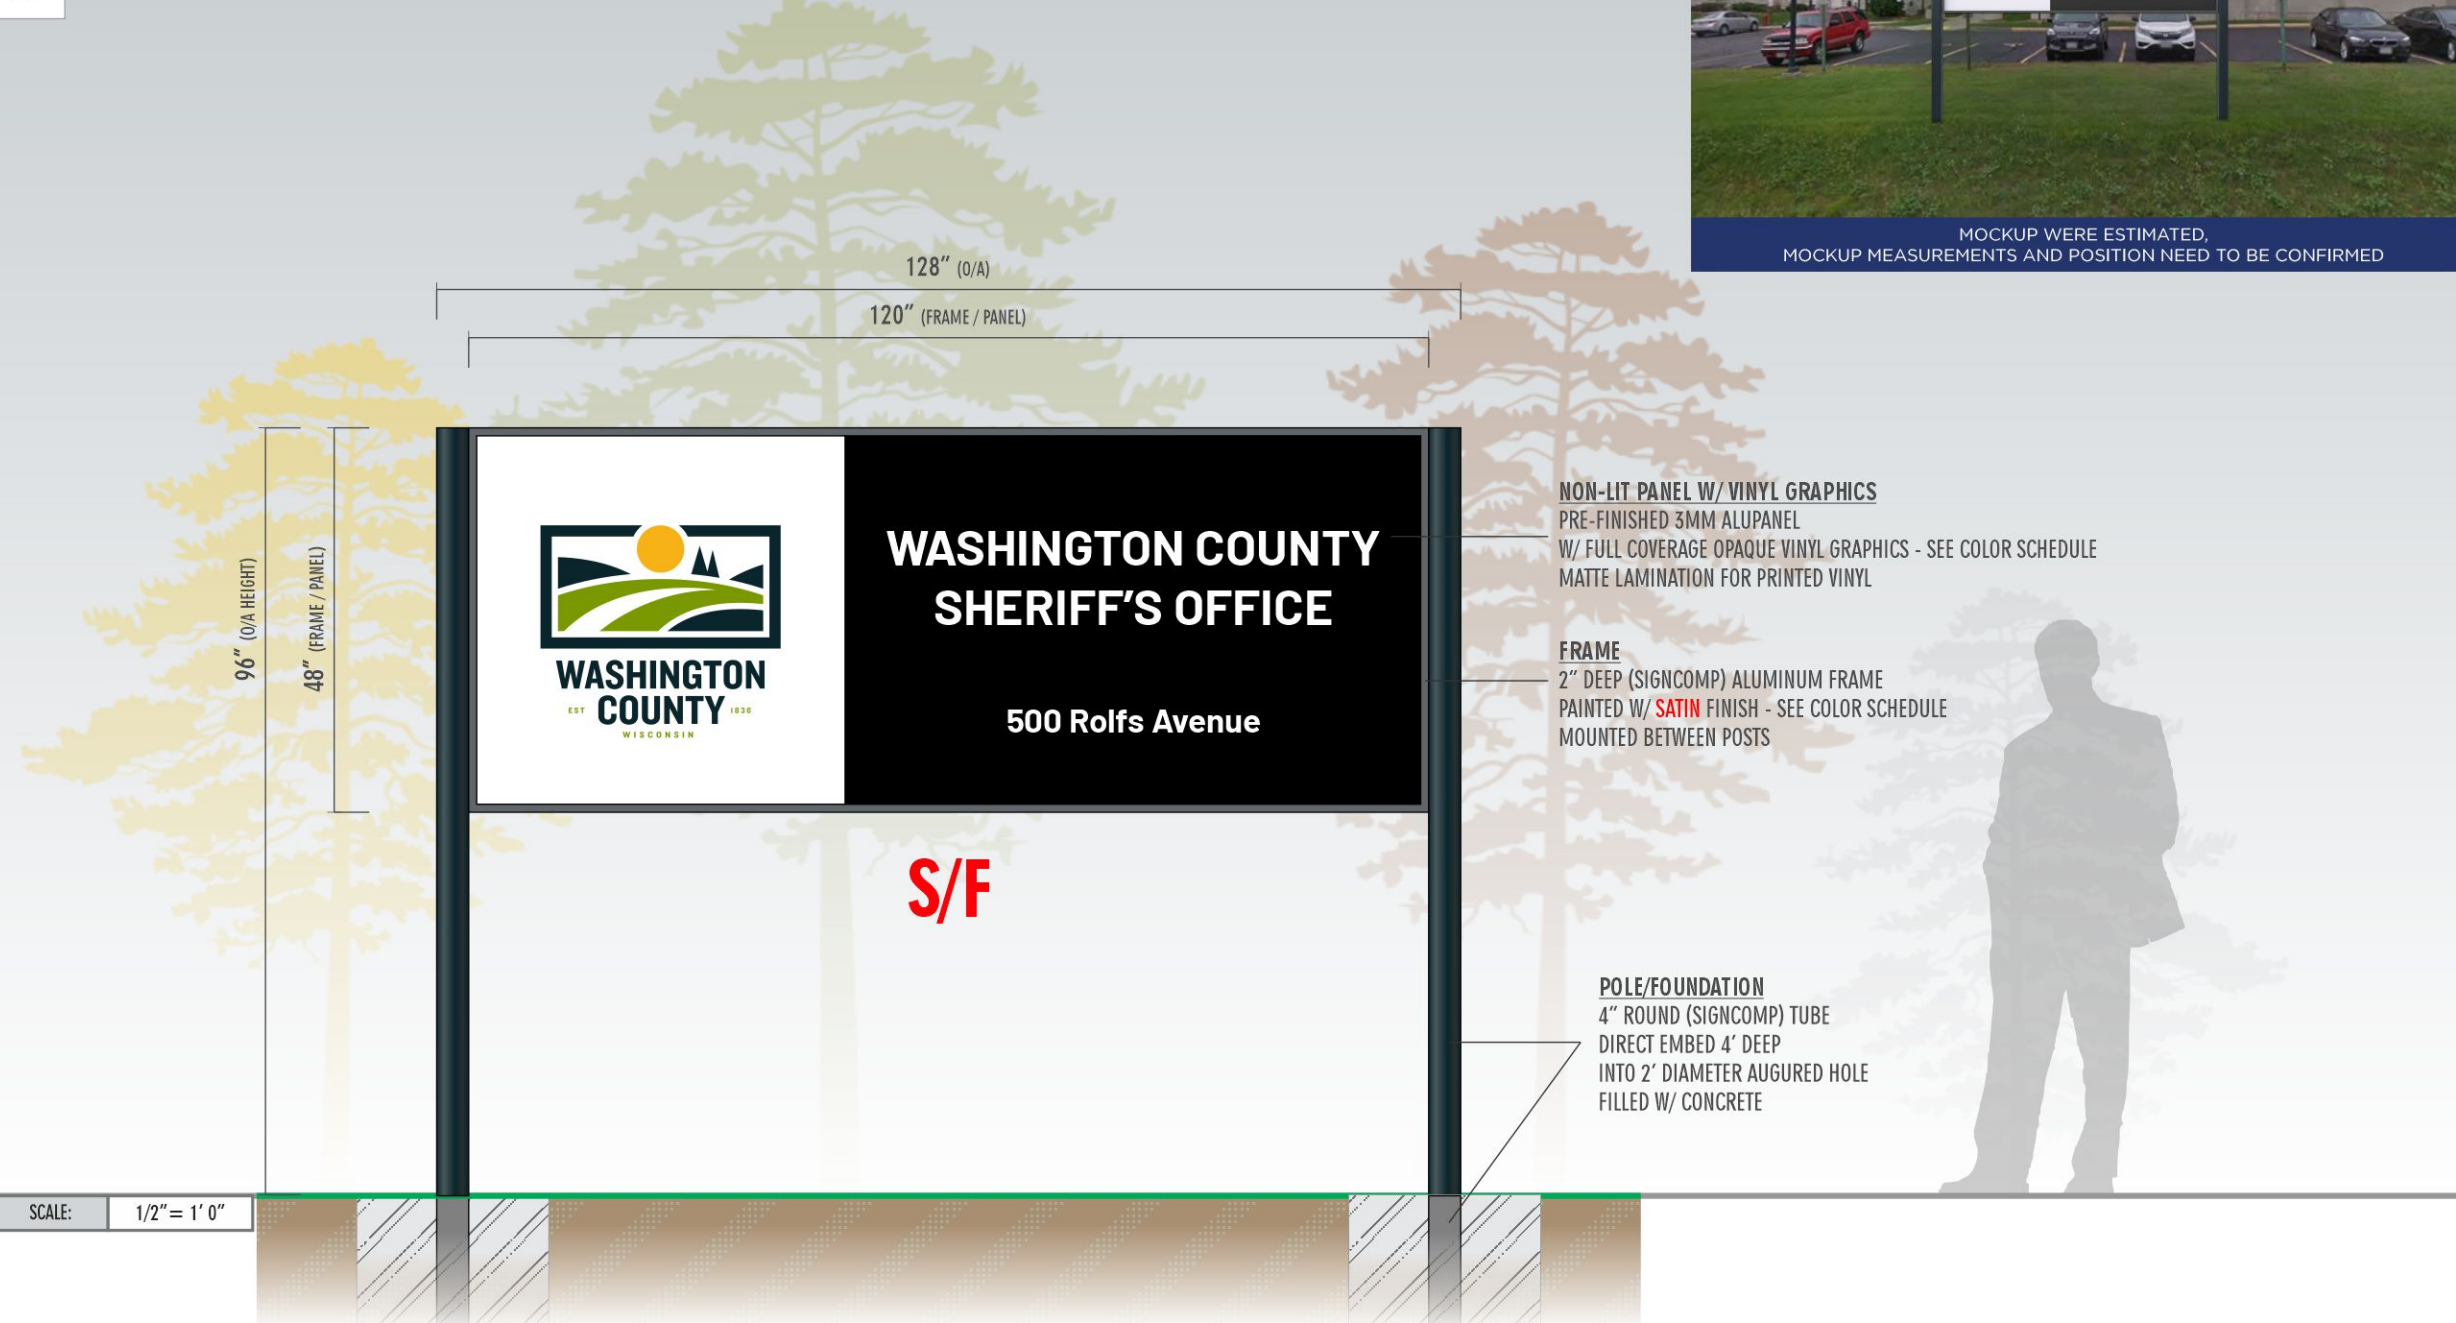 MOCKUP WERE ESTIMATED,
MOCKUP MEASUREMENTS AND POSITION NEED TO BE CONFIRMED
128" (O/A)
120" (FRAME / PANEL)
96" (O/A HEIGHT)
48" (FRAME / PANEL)
WASHINGTON
COUNTY
EST 1836
WISCONSIN
WASHINGTON COUNTY
SHERIFF'S OFFICE
500 Rolfs Avenue
S/F
NON-LIT PANEL W/ VINYL GRAPHICS
PRE-FINISHED 3MM ALUPANEL
W/ FULL COVERAGE OPAQUE VINYL GRAPHICS - SEE COLOR SCHEDULE
MATTE LAMINATION FOR PRINTED VINYL
FRAME
2" DEEP (SIGNCOMP) ALUMINUM FRAME
PAINTED W/ SATIN FINISH - SEE COLOR SCHEDULE
MOUNTED BETWEEN POSTS
POLE/FOUNDATION
4" ROUND (SIGNCOMP) TUBE
DIRECT EMBED 4' DEEP
INTO 2' DIAMETER AUGURED HOLE
FILLED W/ CONCRETE
SCALE: 1/2"= 1' 0"